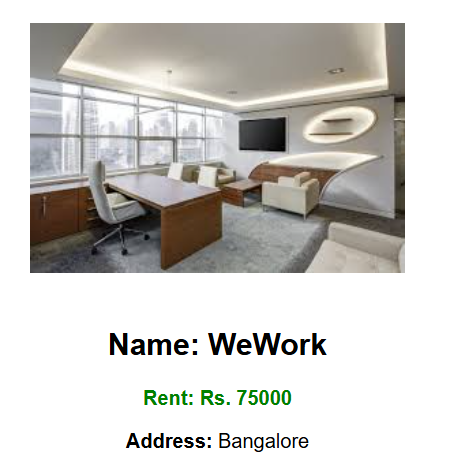 Name: WeWork
Rent: Rs. 75000
Address: Bangalore